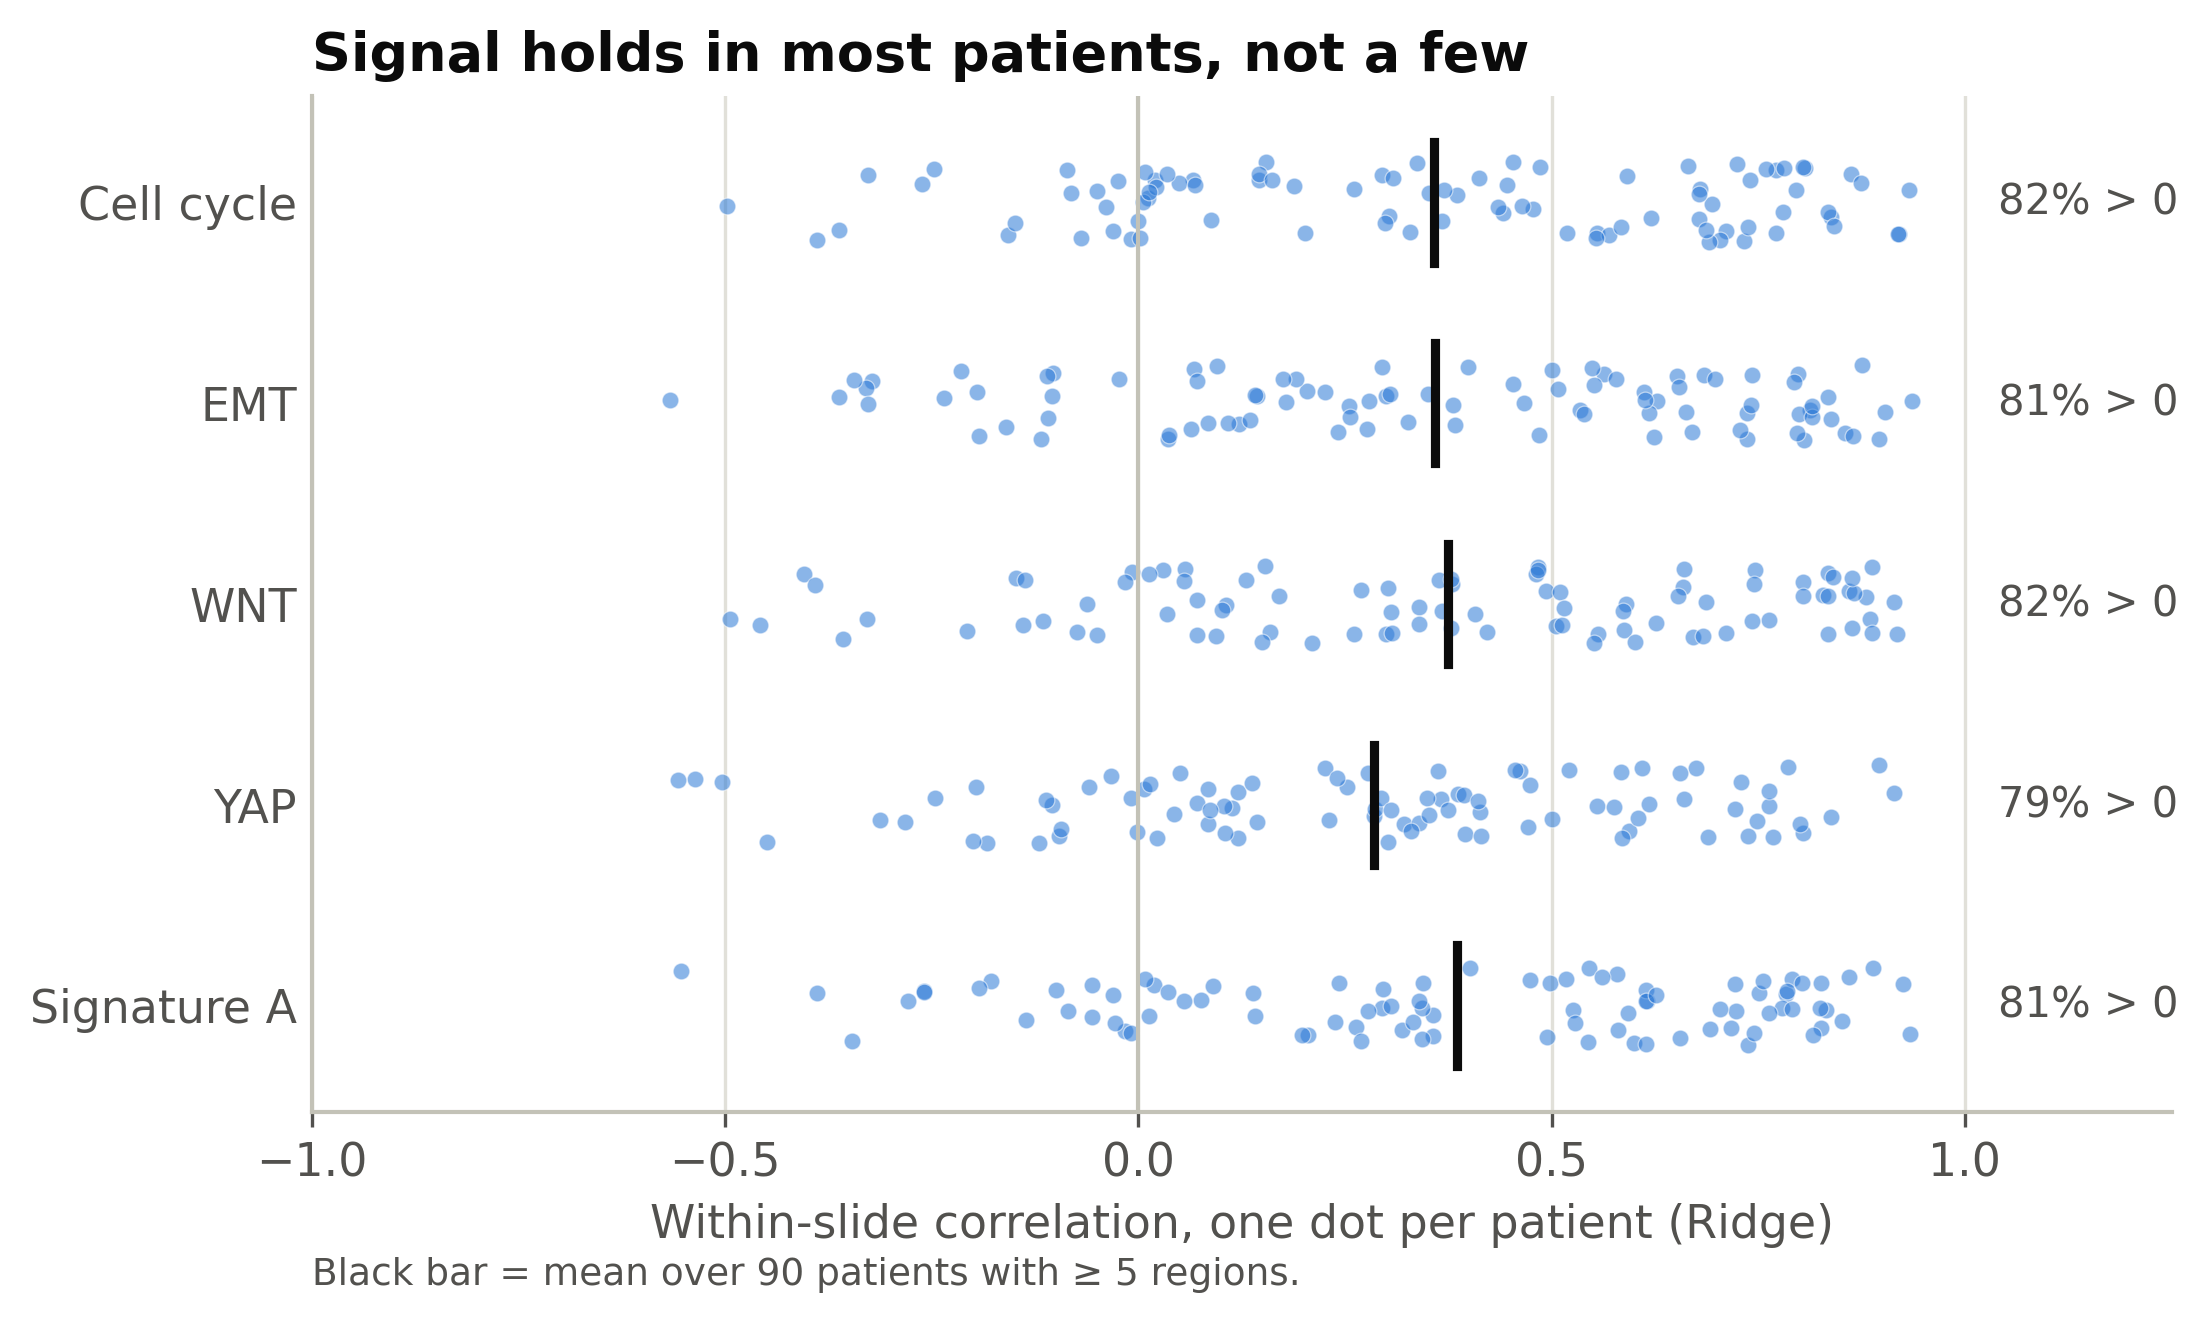 Signal holds in most patients, not a few
Cell cycle
82% > 0
EMT
81% > 0
WNT
82% > 0
YAP
79% > 0
Signature A
81% > 0
−1.0
−0.5
0.0
0.5
1.0
Within-slide correlation, one dot per patient (Ridge)
Black bar = mean over 90 patients with ≥ 5 regions.